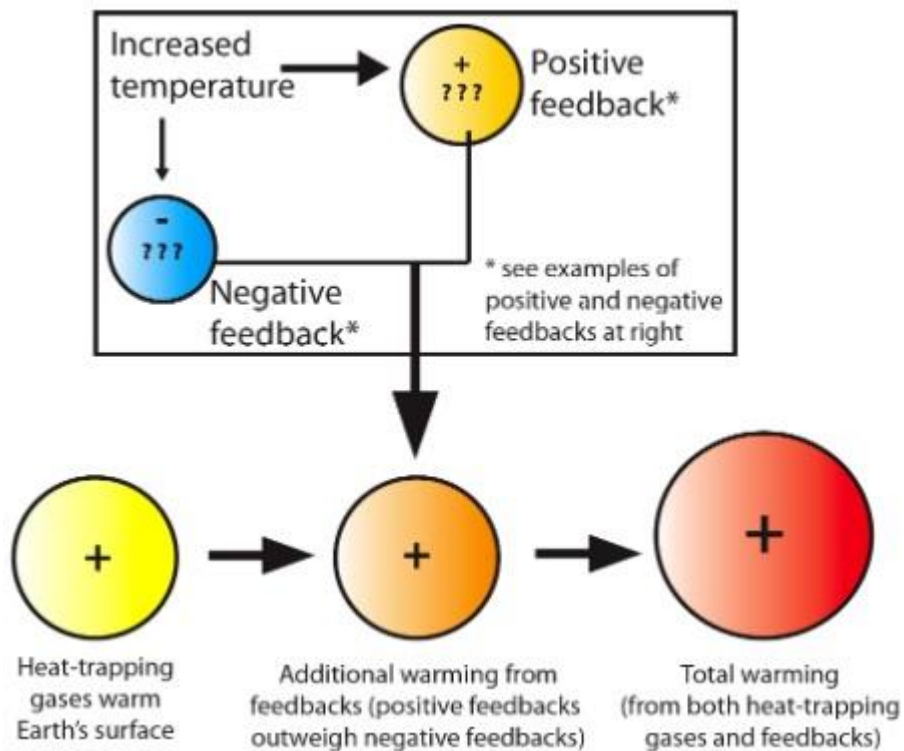 Increased
temperature
+
? ? ?
Positive
feedback*
-
? ? ?
Negative
feedback*
* see examples of
positive and negative
feedbacks at right
+
+
+
Heat-trapping
gases warm
Earth's surface
Additional warming from
feedbacks (positive feedbacks
outweigh negative feedbacks)
Total warming
(from both heat-trapping
gases and feedbacks)